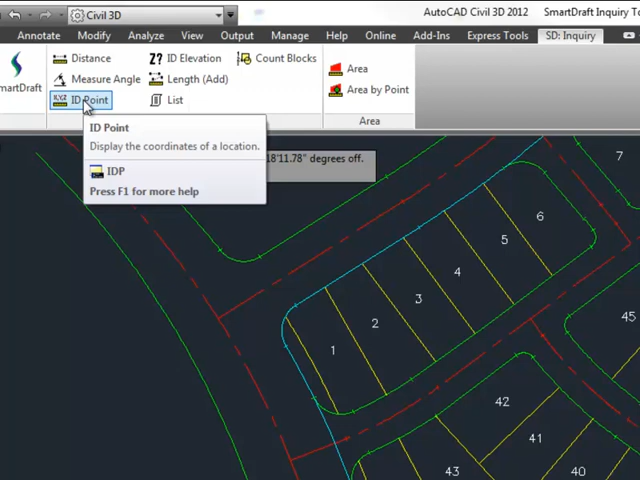 Civil 3D
AutoCAD Civil 3D 2012
SmartDraft Inquiry To
Annotate
Modify
Analyze
View
Output
Manage
Help
Online
Add-Ins
Express Tools
SD: Inquiry
martDraft
Distance
Z? ID Elevation
Count Blocks
Measure Angle
Length (Add)
X,Y,Z ID Point
List
Area
Area by Point
Area
ID Point
Display the coordinates of a location.
IDP
Press F1 for more help
18'11.78" degrees off.
7
6
5
4
3
2
1
45
42
41
43
40